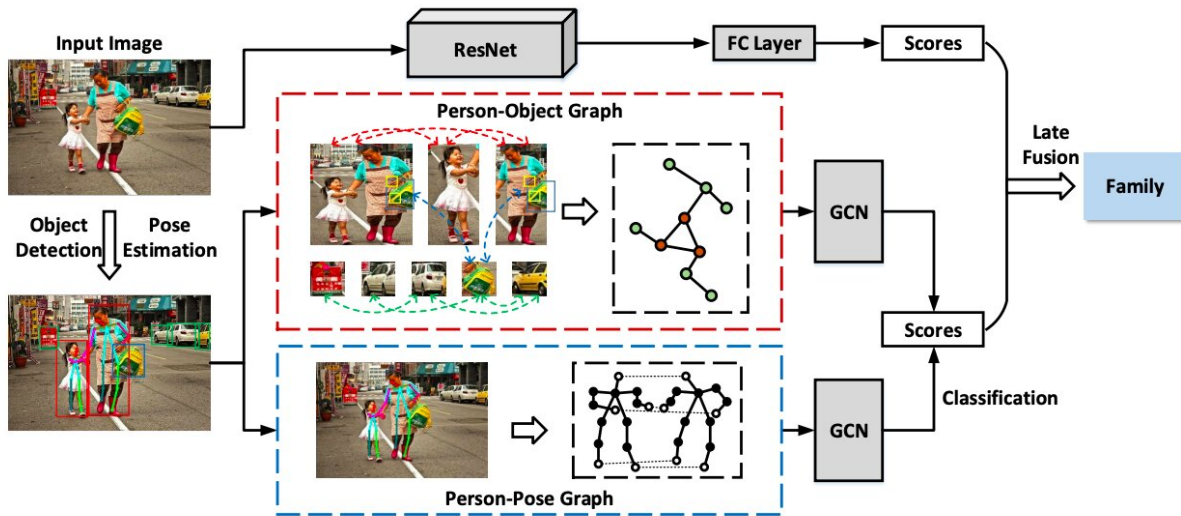 Input Image
ResNet
FC Layer
Scores
Person-Object Graph
Late
Fusion
Family
GCN
Object
Detection
Pose
Estimation
Scores
Classification
GCN
Person-Pose Graph